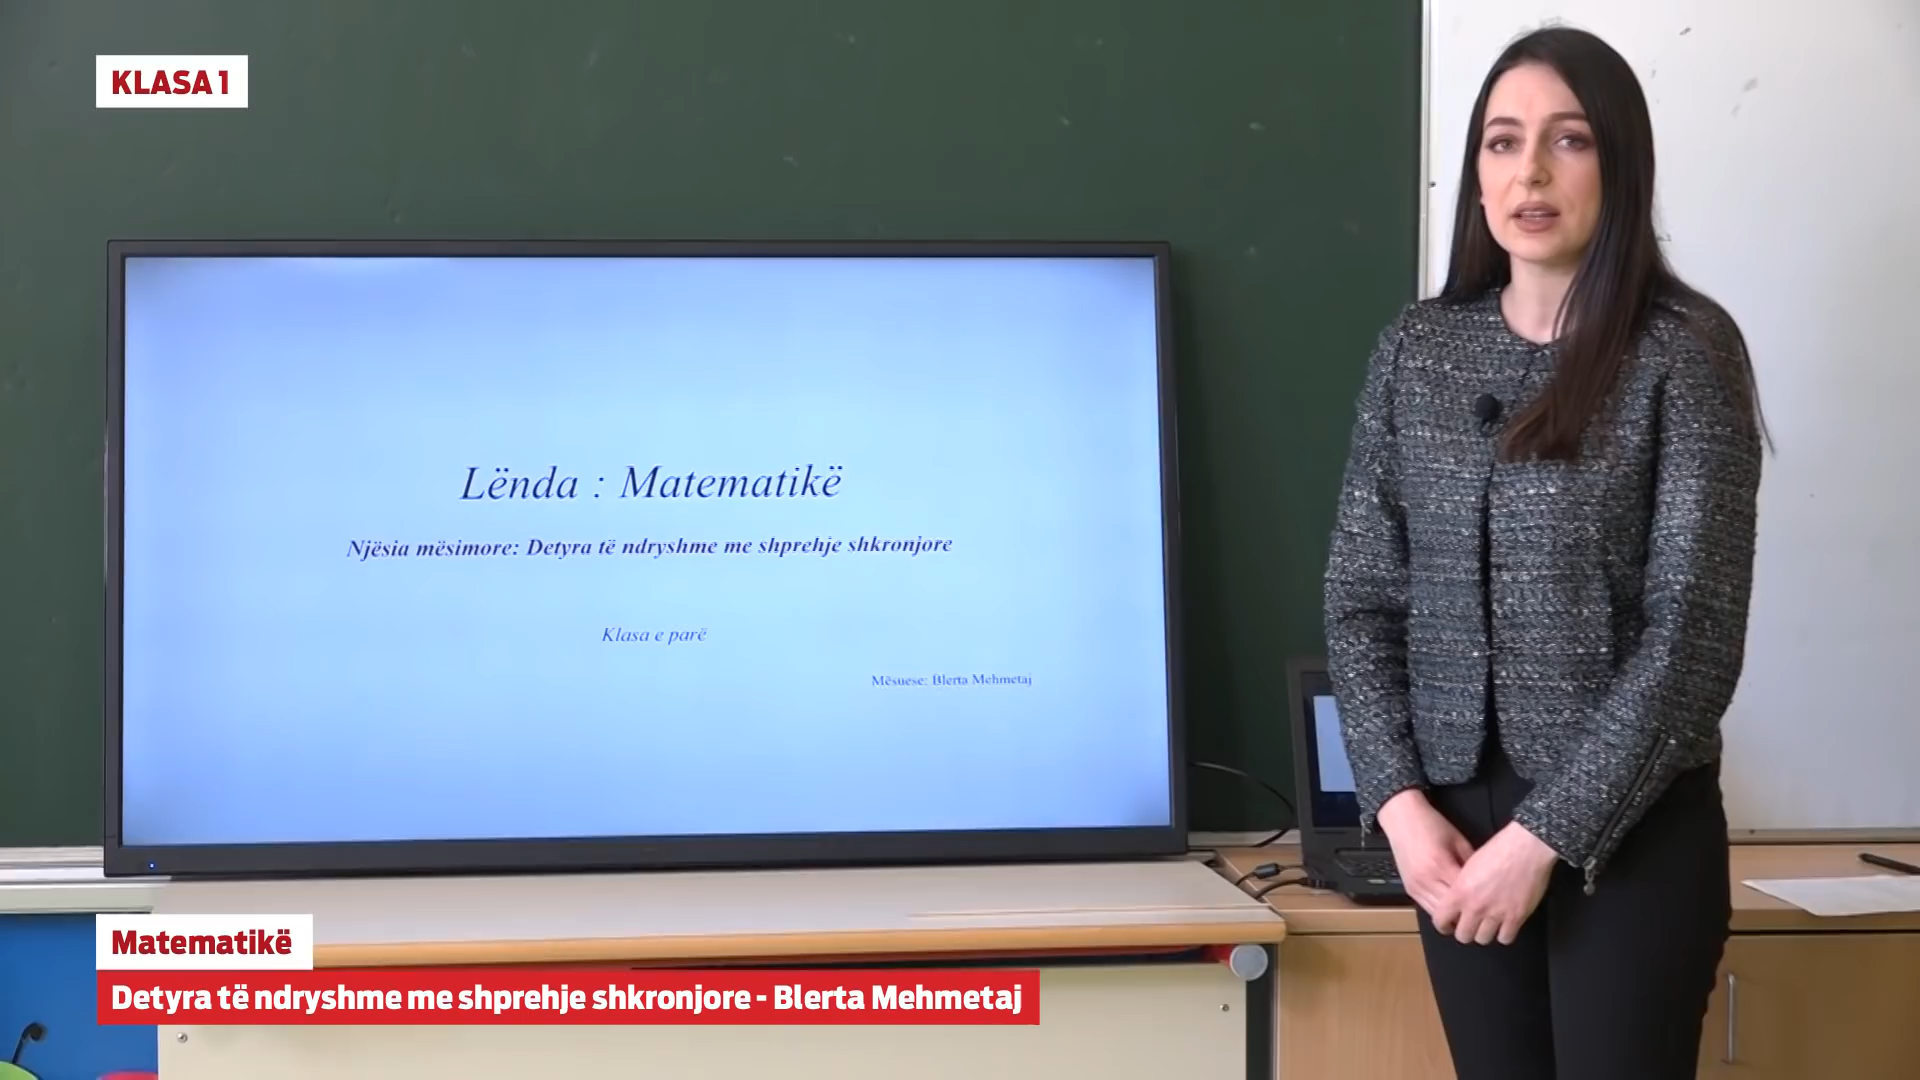 KLASA 1
Lënda : Matematikë
Njësia mësimore: Detyra të ndryshme me shprehje shkronjore
Klasa e parë
Mësuese: Blerta Mehmetaj
Matematikë
Detyra të ndryshme me shprehje shkronjore - Blerta Mehmetaj